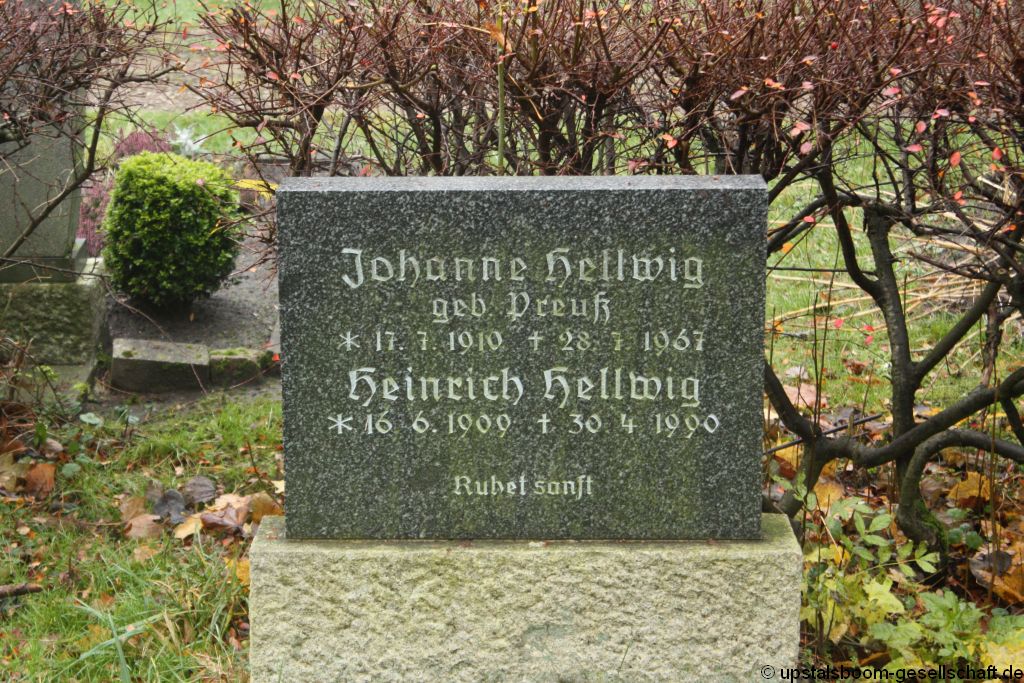 Johanne Hellwig
geb. Preuß
* 17. 7. 1910 † 28. 7. 1967
Heinrich Hellwig
* 16. 6. 1909 † 30. 4. 1990
Ruhet sanft
© upstalsboom-gesellschaft.de